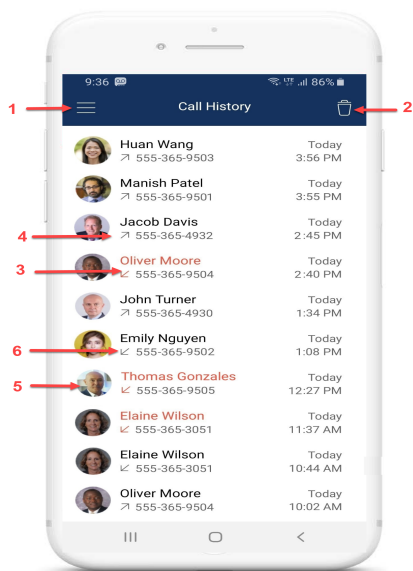 9:36 LTE 86%
1 Call History 2
Huan Wang Today
555-365-9503 3:56 PM
Manish Patel Today
555-365-9501 3:55 PM
Jacob Davis Today
4 555-365-4932 2:45 PM
Oliver Moore Today
3 555-365-9504 2:40 PM
John Turner Today
555-365-4930 1:34 PM
Emily Nguyen Today
6 555-365-9502 1:08 PM
Thomas Gonzales Today
5 555-365-9505 12:27 PM
Elaine Wilson Today
555-365-3051 11:37 AM
Elaine Wilson Today
555-365-3051 10:44 AM
Oliver Moore Today
555-365-9504 10:02 AM